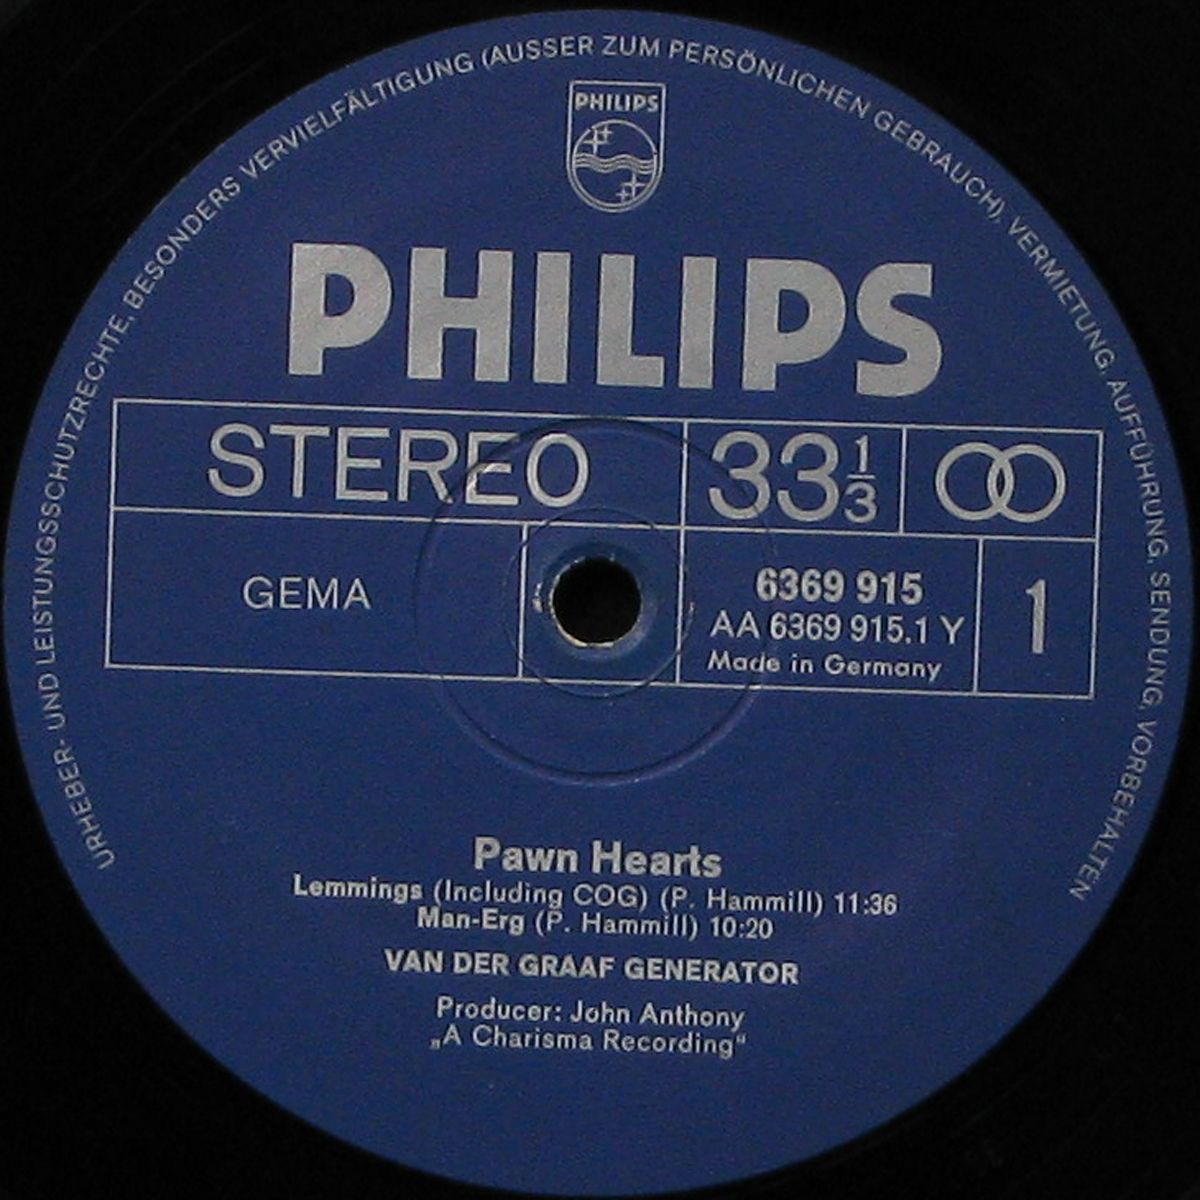 URHEBER- UND LEISTUNGSSCHUTZRECHTE, BESONDERS VERVIELFÄLTIGUNG (AUSSER ZUM PERSÖNLICHEN GEBRAUCH), VERMIETUNG, AUFFÜHRUNG, SENDUNG, VORBEHALTEN
PHILIPS
PHILIPS
STEREO 33 1/3
GEMA
6369 915
AA 6369 915.1 Y
Made in Germany
1
Pawn Hearts
Lemmings (Including COG) (P. Hammill) 11:36
Man-Erg (P. Hammill) 10:20
VAN DER GRAAF GENERATOR
Producer: John Anthony
„A Charisma Recording“